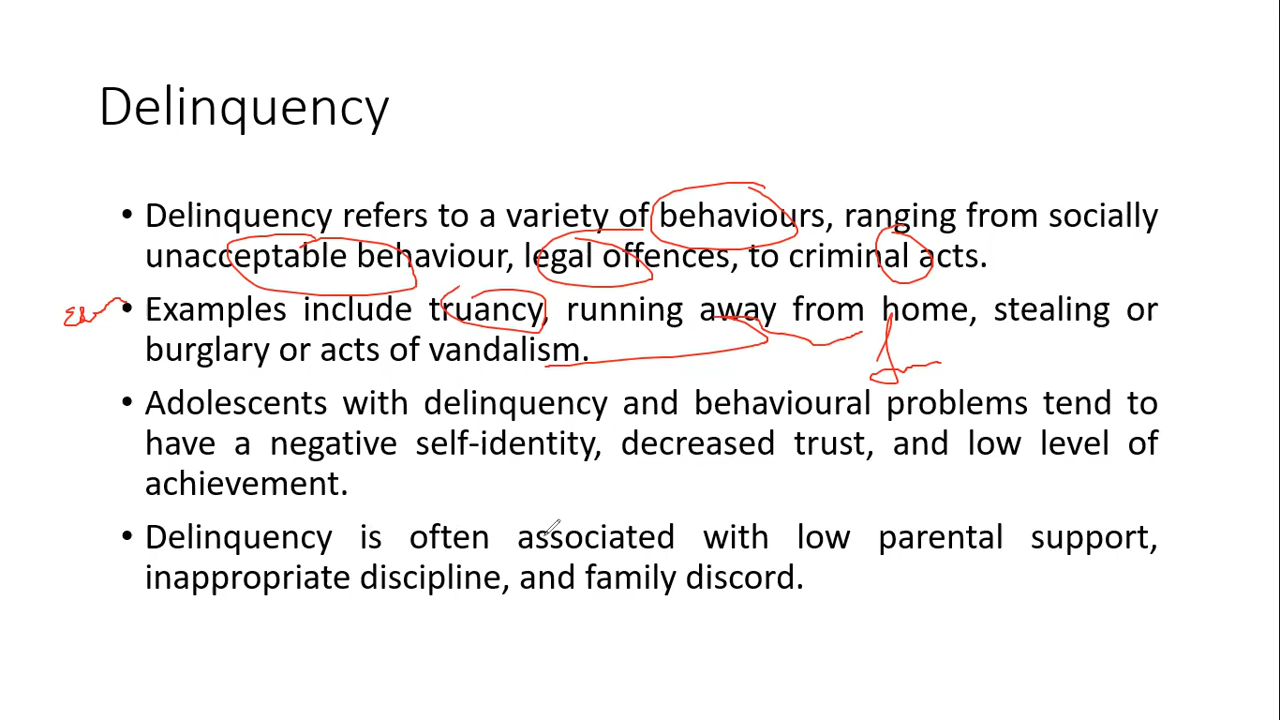 Delinquency
• Delinquency refers to a variety of behaviours, ranging from socially
unacceptable behaviour, legal offences, to criminal acts.
• Examples include truancy, running away from home, stealing or
burglary or acts of vandalism.
• Adolescents with delinquency and behavioural problems tend to
have a negative self-identity, decreased trust, and low level of
achievement.
• Delinquency is often associated with low parental support,
inappropriate discipline, and family discord.